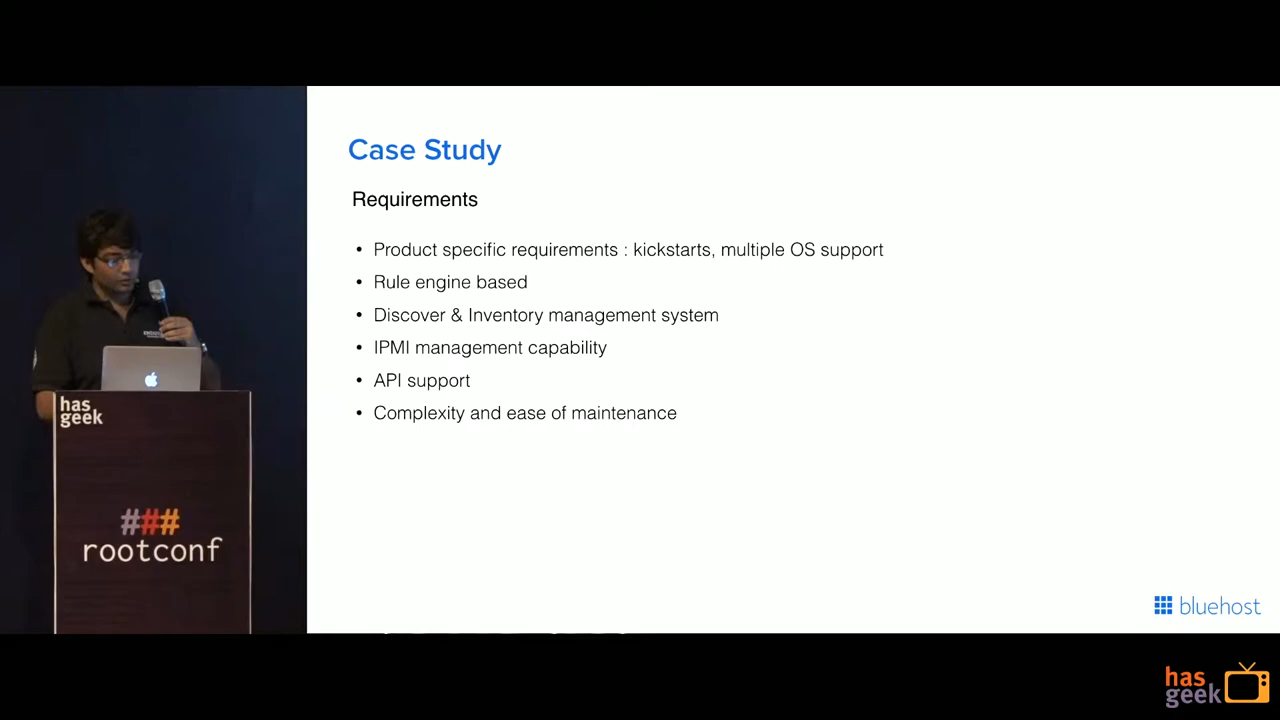 Case Study
Requirements
• Product specific requirements : kickstarts, multiple OS support
• Rule engine based
• Discover & Inventory management system
• IPMI management capability
• API support
• Complexity and ease of maintenance
has
geek
###
rootconf
bluehost
has
geek